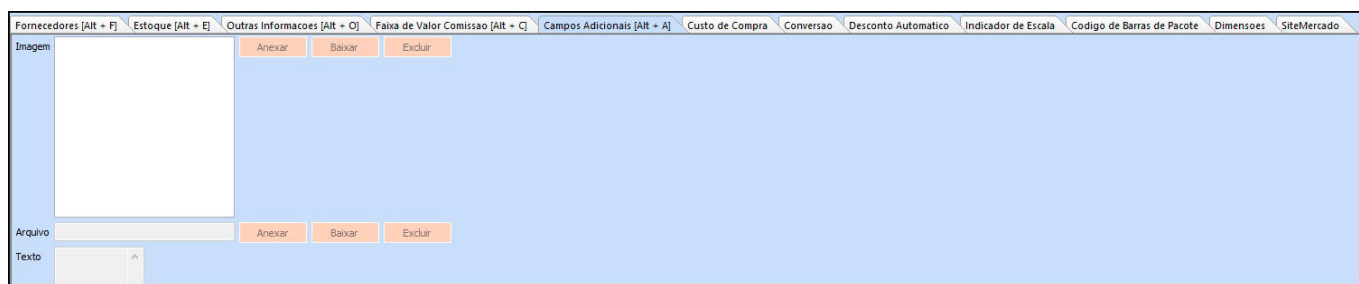 Fornecedores [Alt + F] Estoque [Alt + E] Outras Informacoes [Alt + O] Faixa de Valor Comissao [Alt + C] Campos Adicionais [Alt + A] Custo de Compra Conversao Desconto Automatico Indicador de Escala Codigo de Barras de Pacote Dimensoes SiteMercado
Imagem Anexar Baixar Excluir
Arquivo Anexar Baixar Excluir
Texto